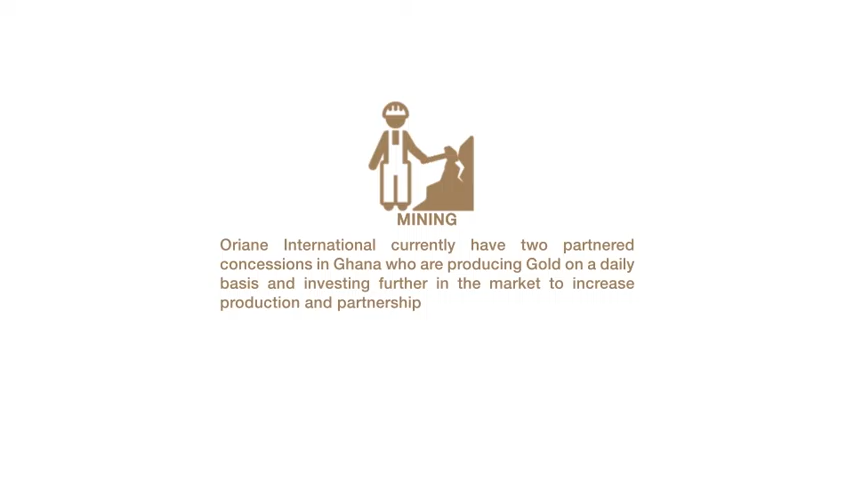 MINING
Oriane International currently have two partnered
concessions in Ghana who are producing Gold on a daily
basis and investing further in the market to increase
production and partnership